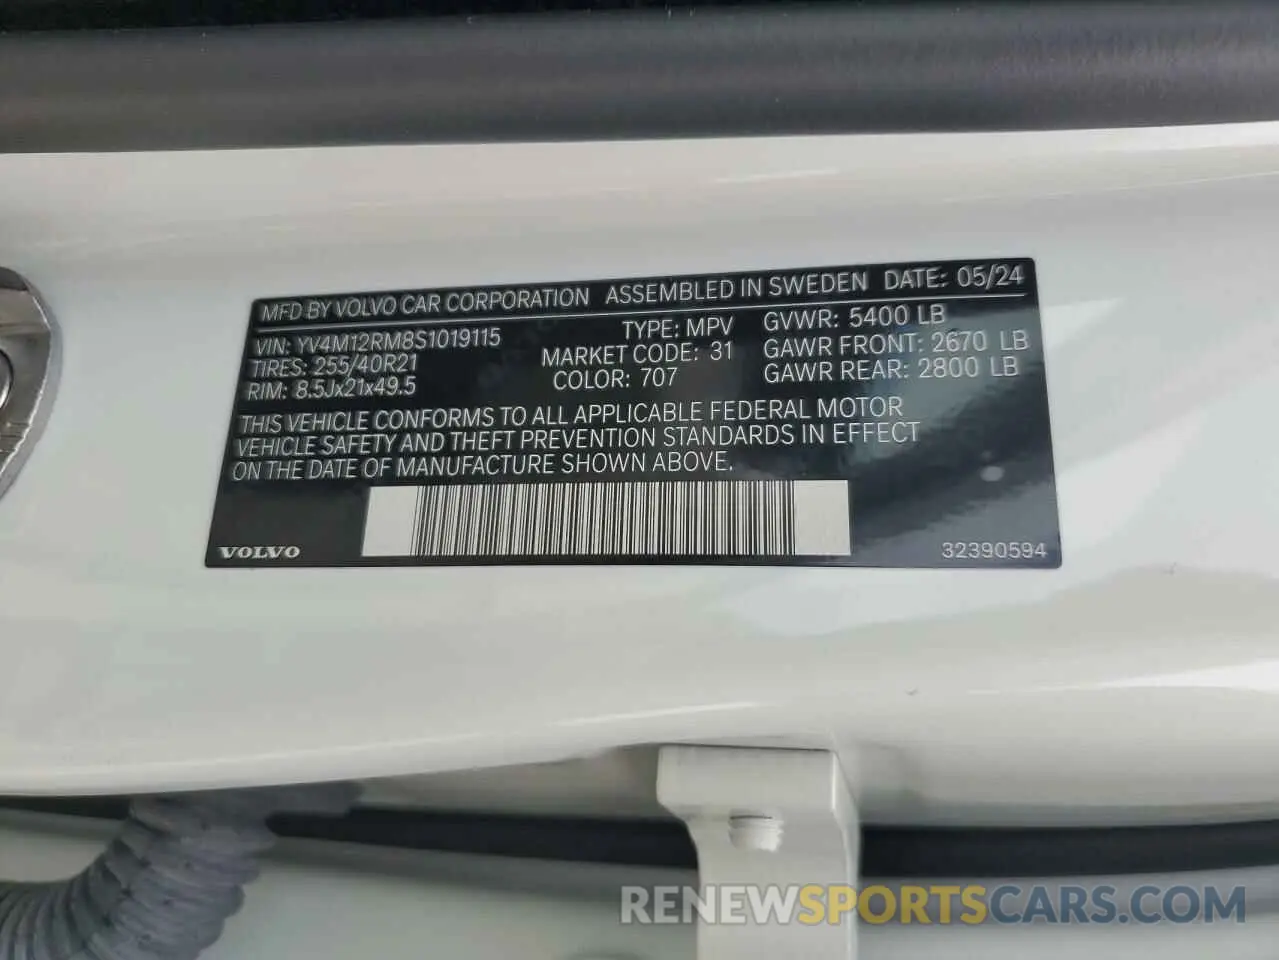 MFD BY VOLVO CAR CORPORATION ASSEMBLED IN SWEDEN DATE: 05/24
VIN: YV4M12RM8S1019115 TYPE: MPV GVWR: 5400 LB
TIRES: 255/40R21 MARKET CODE: 31 GAWR FRONT: 2670 LB
RIM: 8.5Jx21x49.5 COLOR: 707 GAWR REAR: 2800 LB
THIS VEHICLE CONFORMS TO ALL APPLICABLE FEDERAL MOTOR
VEHICLE SAFETY AND THEFT PREVENTION STANDARDS IN EFFECT
ON THE DATE OF MANUFACTURE SHOWN ABOVE.
VOLVO 32390594
RENEWSPORTSCARS.COM